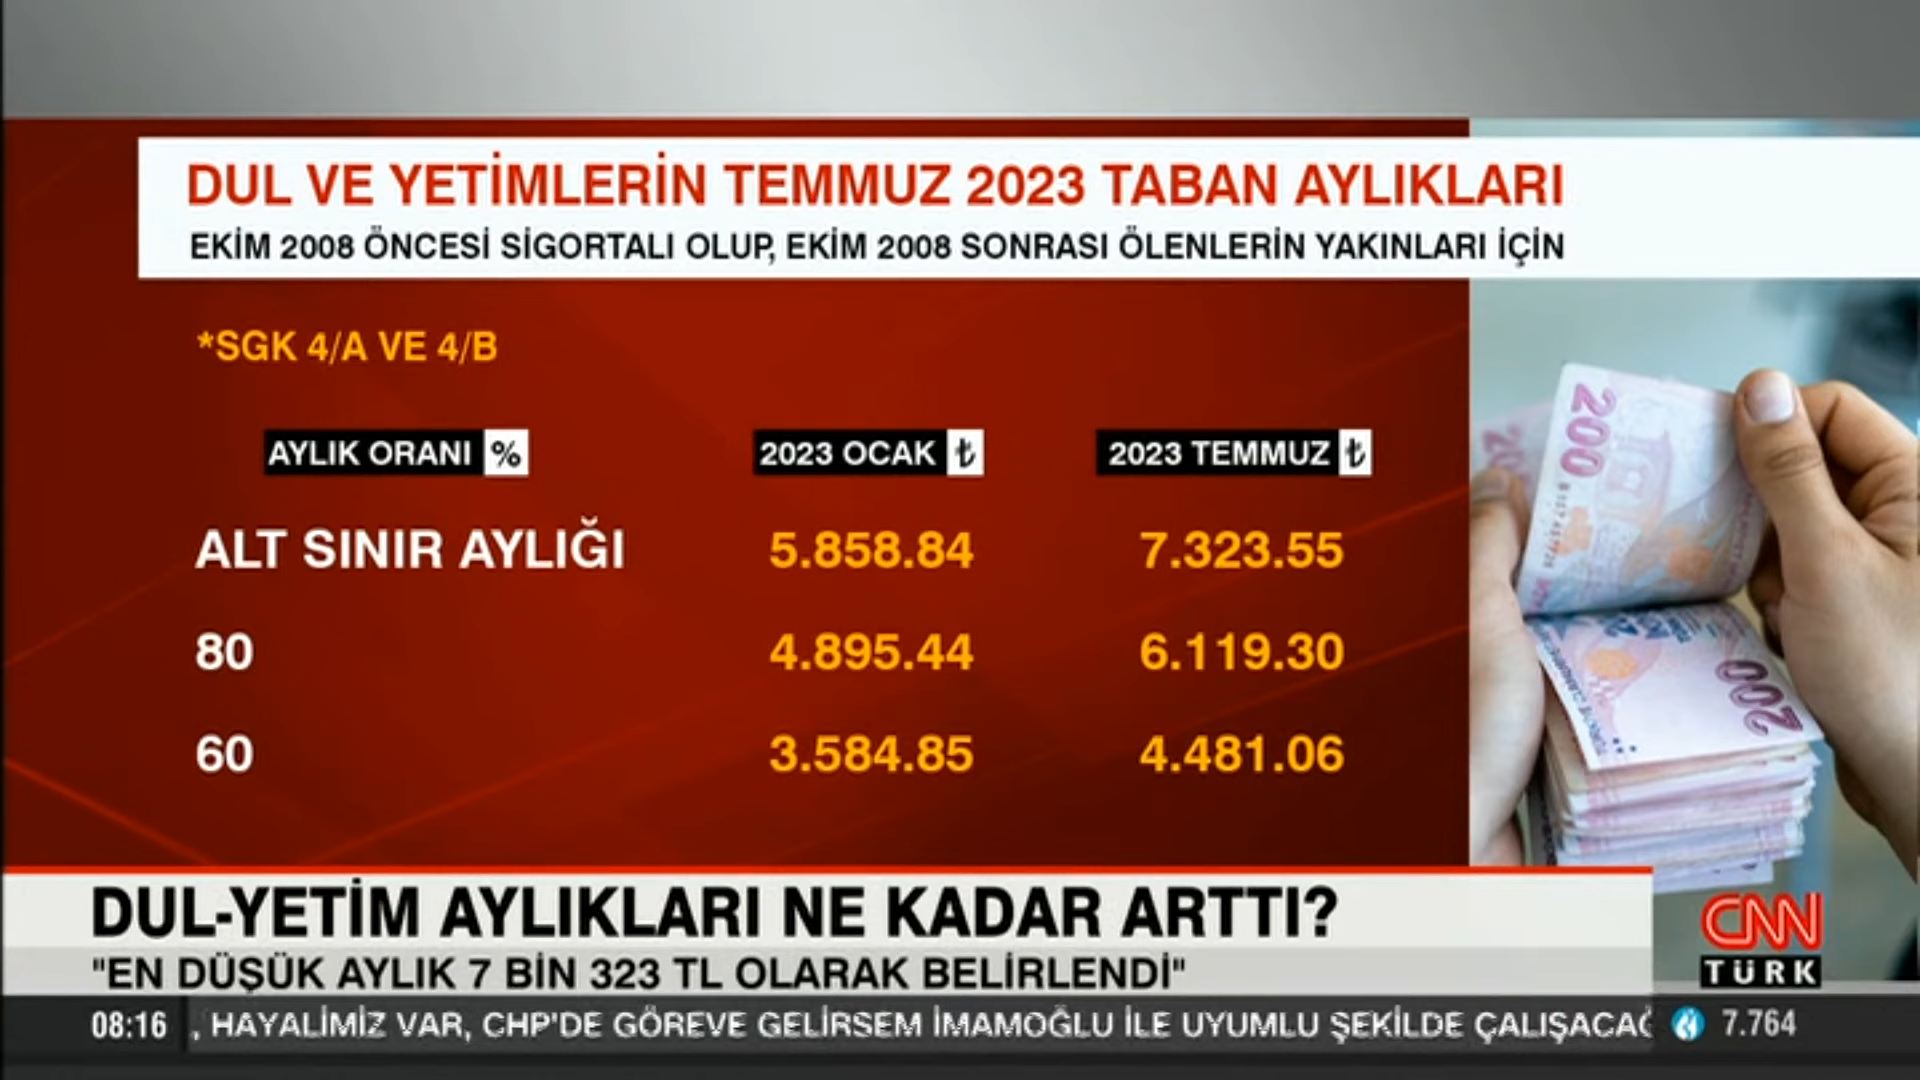 DUL VE YETİMLERİN TEMMUZ 2023 TABAN AYLIKLARI
EKİM 2008 ÖNCESİ SİGORTALI OLUP, EKİM 2008 SONRASI ÖLENLERİN YAKINLARI İÇİN
*SGK 4/A VE 4/B
AYLIK ORANI % 2023 OCAK ₺ 2023 TEMMUZ ₺
ALT SINIR AYLIĞI 5.858.84 7.323.55
80 4.895.44 6.119.30
60 3.584.85 4.481.06
200
200
DUL-YETİM AYLIKLARI NE KADAR ARTTI?
"EN DÜŞÜK AYLIK 7 BİN 323 TL OLARAK BELİRLENDİ"
CNN
TÜRK
08:16 , HAYALİMİZ VAR, CHP'DE GÖREVE GELİRSEM İMAMOĞLU İLE UYUMLU ŞEKİLDE 7.764